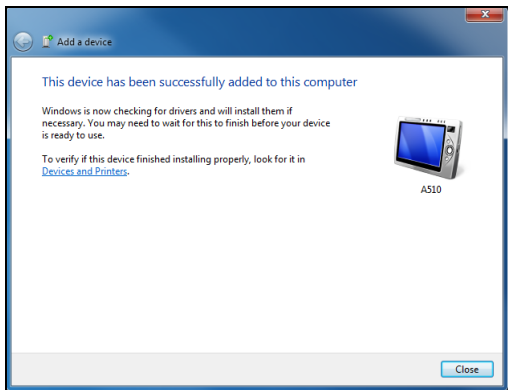 Add a device
This device has been successfully added to this computer
Windows is now checking for drivers and will install them if
necessary. You may need to wait for this to finish before your device
is ready to use.
To verify if this device finished installing properly, look for it in
Devices and Printers.
A510
Close